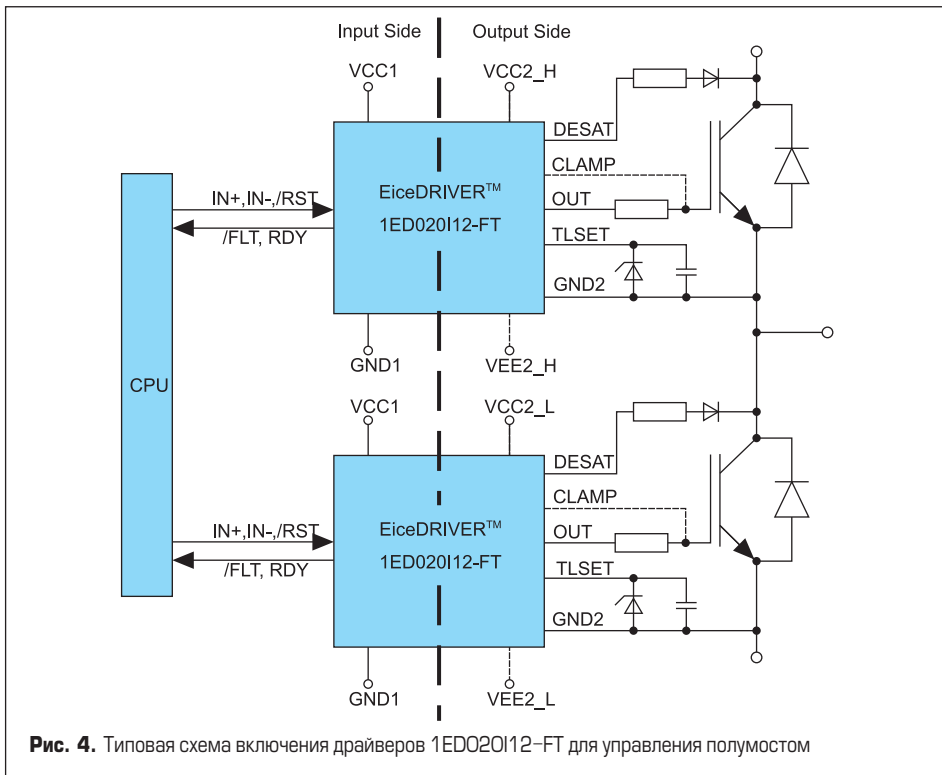 Input Side
Output Side
VCC1
VCC2_H
DESAT
CLAMP
EiceDRIVER™
1ED020I12-FT
OUT
IN+,IN-,/RST
/FLT, RDY
TLSET
GND2
GND1
VEE2_H
CPU
VCC1
VCC2_L
DESAT
CLAMP
EiceDRIVER™
1ED020I12-FT
OUT
IN+,IN-,/RST
/FLT, RDY
TLSET
GND2
GND1
VEE2_L
Рис. 4. Типовая схема включения драйверов 1ED020I12-FT для управления полумостом